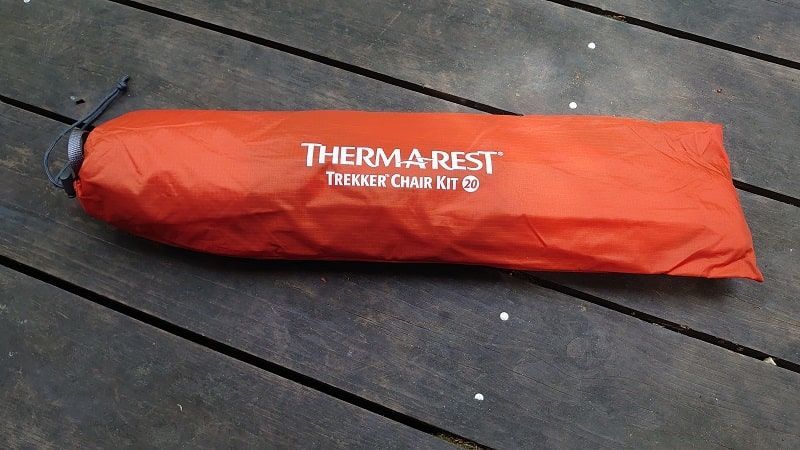 THERM-A-REST®
TREKKER™ CHAIR KIT 20